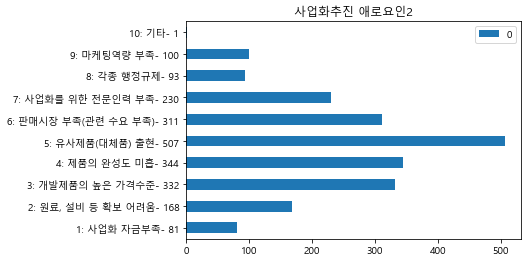 사업화추진 애로요인2
0
10: 기타- 1
9: 마케팅역량 부족- 100
8: 각종 행정규제- 93
7: 사업화를 위한 전문인력 부족- 230
6: 판매시장 부족(관련 수요 부족)- 311
5: 유사제품(대체품) 출현- 507
4: 제품의 완성도 미흡- 344
3: 개발제품의 높은 가격수준- 332
2: 원료, 설비 등 확보 어려움- 168
1: 사업화 자금부족- 81
0 100 200 300 400 500